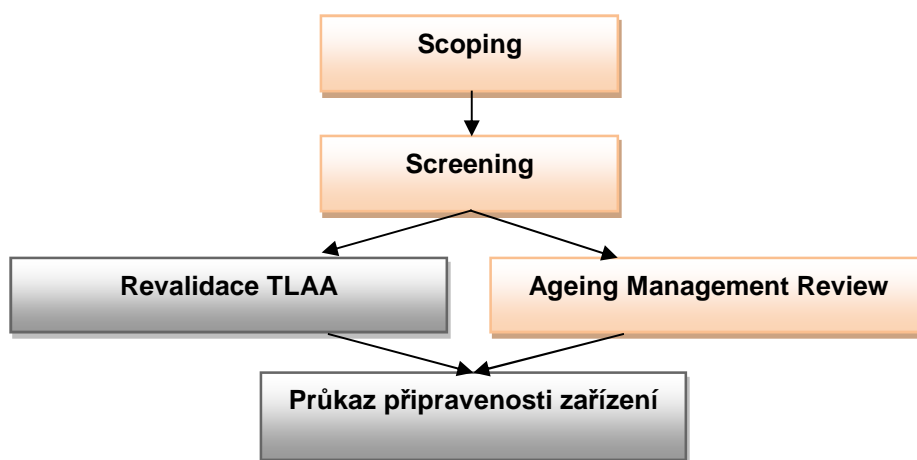 Scoping
Screening
Revalidace TLAA
Ageing Management Review
Průkaz připravenosti zařízení